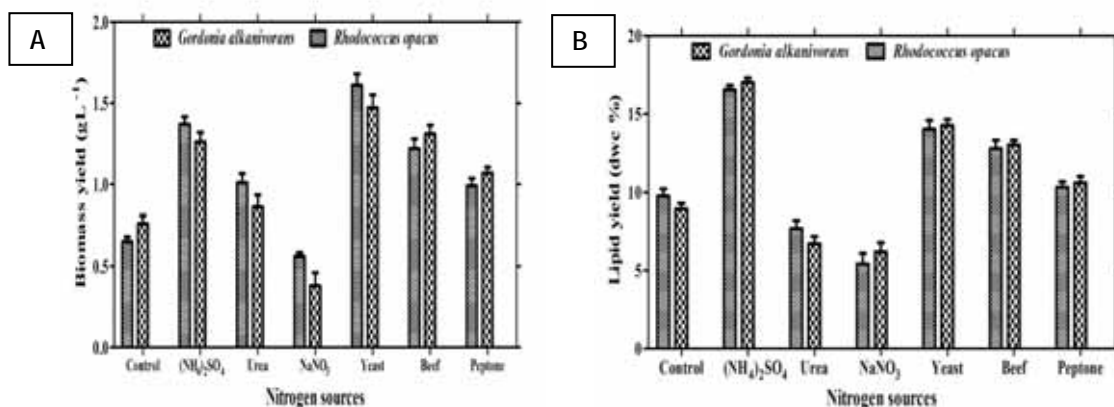 A
Biomass yield (gL⁻¹)
2.0
1.5
1.0
0.5
0.0
Gordonia alkanivorans Rhodococcus opacus
Control (NH₄)₂SO₄ Urea NaNO₃ Yeast Beef Peptone
Nitrogen sources
B
Lipid yield (dwc %)
20
15
10
5
0
Gordonia alkanivorans Rhodococcus opacus
Control (NH₄)₂SO₄ Urea NaNO₃ Yeast Beef Peptone
Nitrogen sources